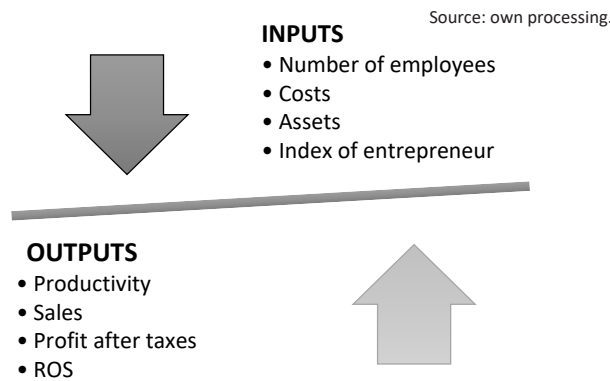 Source: own processing.
INPUTS
• Number of employees
• Costs
• Assets
• Index of entrepreneur
OUTPUTS
• Productivity
• Sales
• Profit after taxes
• ROS